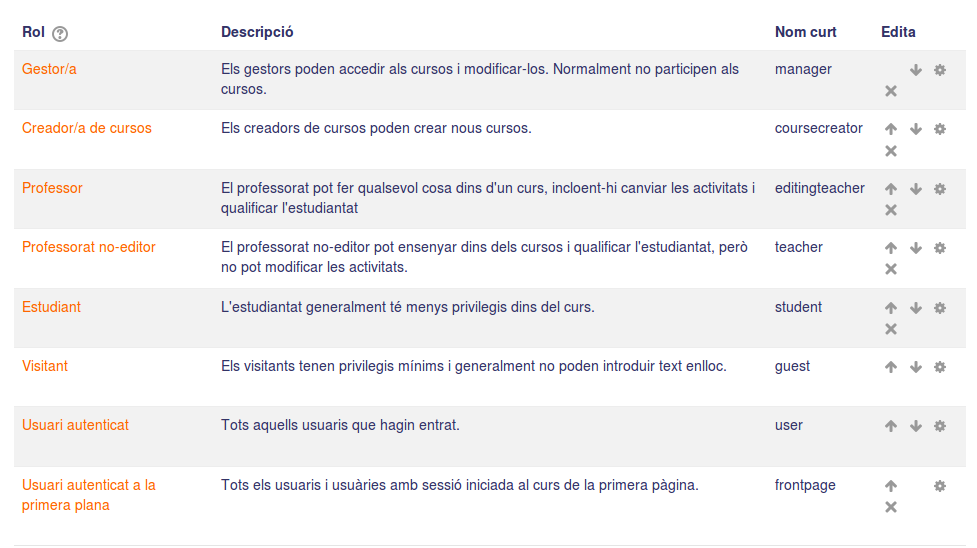 Rol Descripció Nom curt Edita
Gestor/a Els gestors poden accedir als cursos i modificar-los. Normalment no participen als manager
cursos.
Creador/a de cursos Els creadors de cursos poden crear nous cursos. coursecreator
Professor El professorat pot fer qualsevol cosa dins d'un curs, incloent-hi canviar les activitats i editingteacher
qualificar l'estudiantat
Professorat no-editor El professorat no-editor pot ensenyar dins dels cursos i qualificar l'estudiantat, però teacher
no pot modificar les activitats.
Estudiant L'estudiantat generalment té menys privilegis dins del curs. student
Visitant Els visitants tenen privilegis mínims i generalment no poden introduir text enlloc. guest
Usuari autenticat Tots aquells usuaris que hagin entrat. user
Usuari autenticat a la Tots els usuaris i usuàries amb sessió iniciada al curs de la primera pàgina. frontpage
primera plana